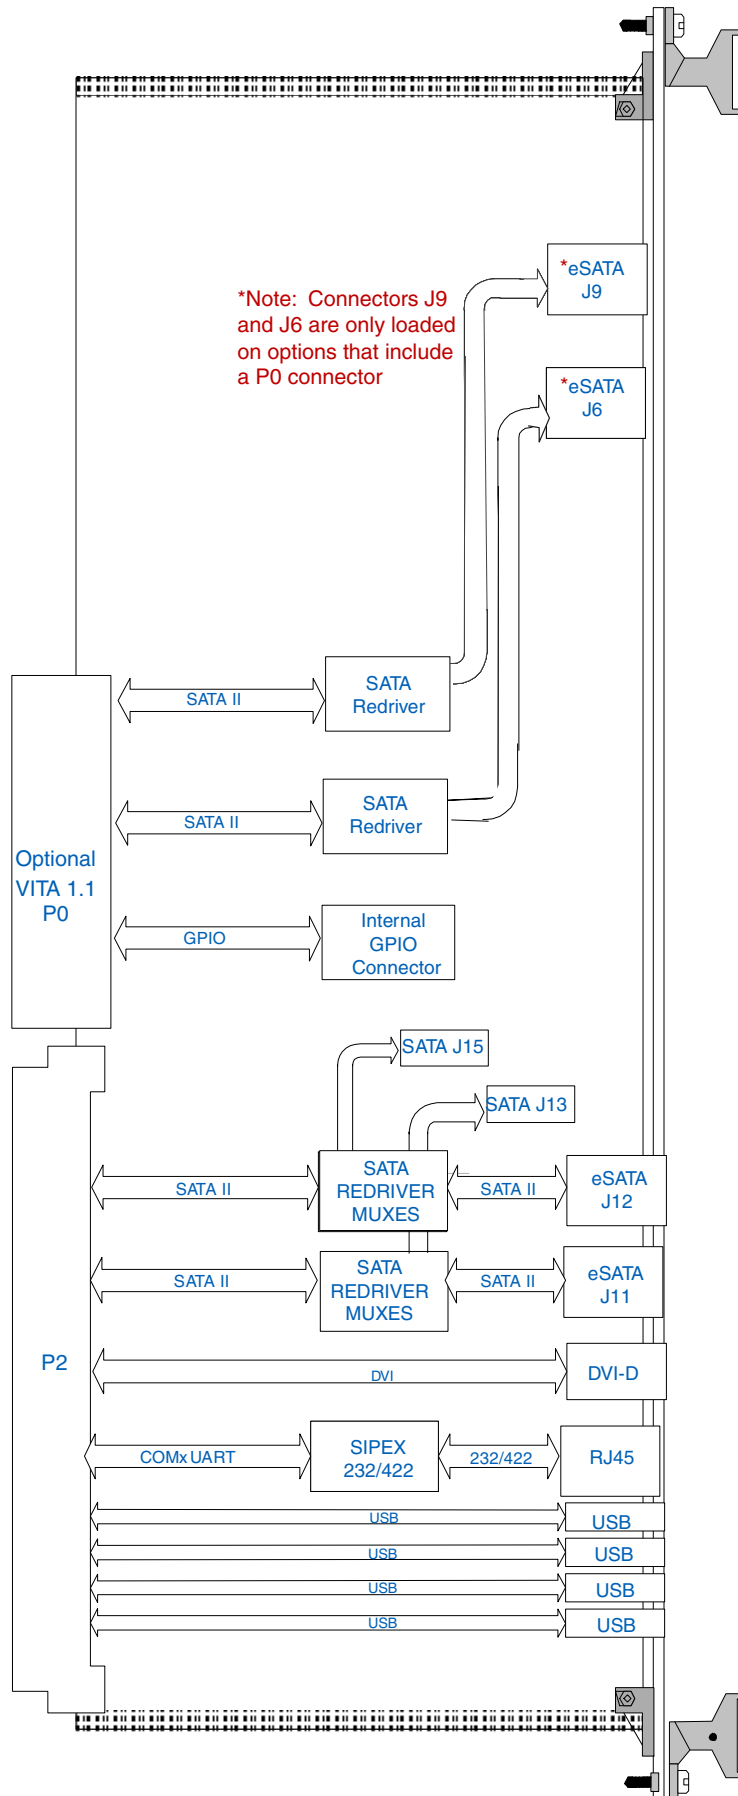 *eSATA
J9
*Note: Connectors J9
and J6 are only loaded
on options that include
a P0 connector
*eSATA
J6
SATA II
SATA
Redriver
SATA II
SATA
Redriver
Optional
VITA 1.1
P0
GPIO
Internal
GPIO
Connector
SATA J15
SATA J13
SATA II
SATA
REDRIVER
MUXES
SATA II
eSATA
J12
SATA II
SATA
REDRIVER
MUXES
SATA II
eSATA
J11
P2
DVI
DVI-D
COMx UART
SIPEX
232/422
232/422
RJ45
USB
USB
USB
USB
USB
USB
USB
USB